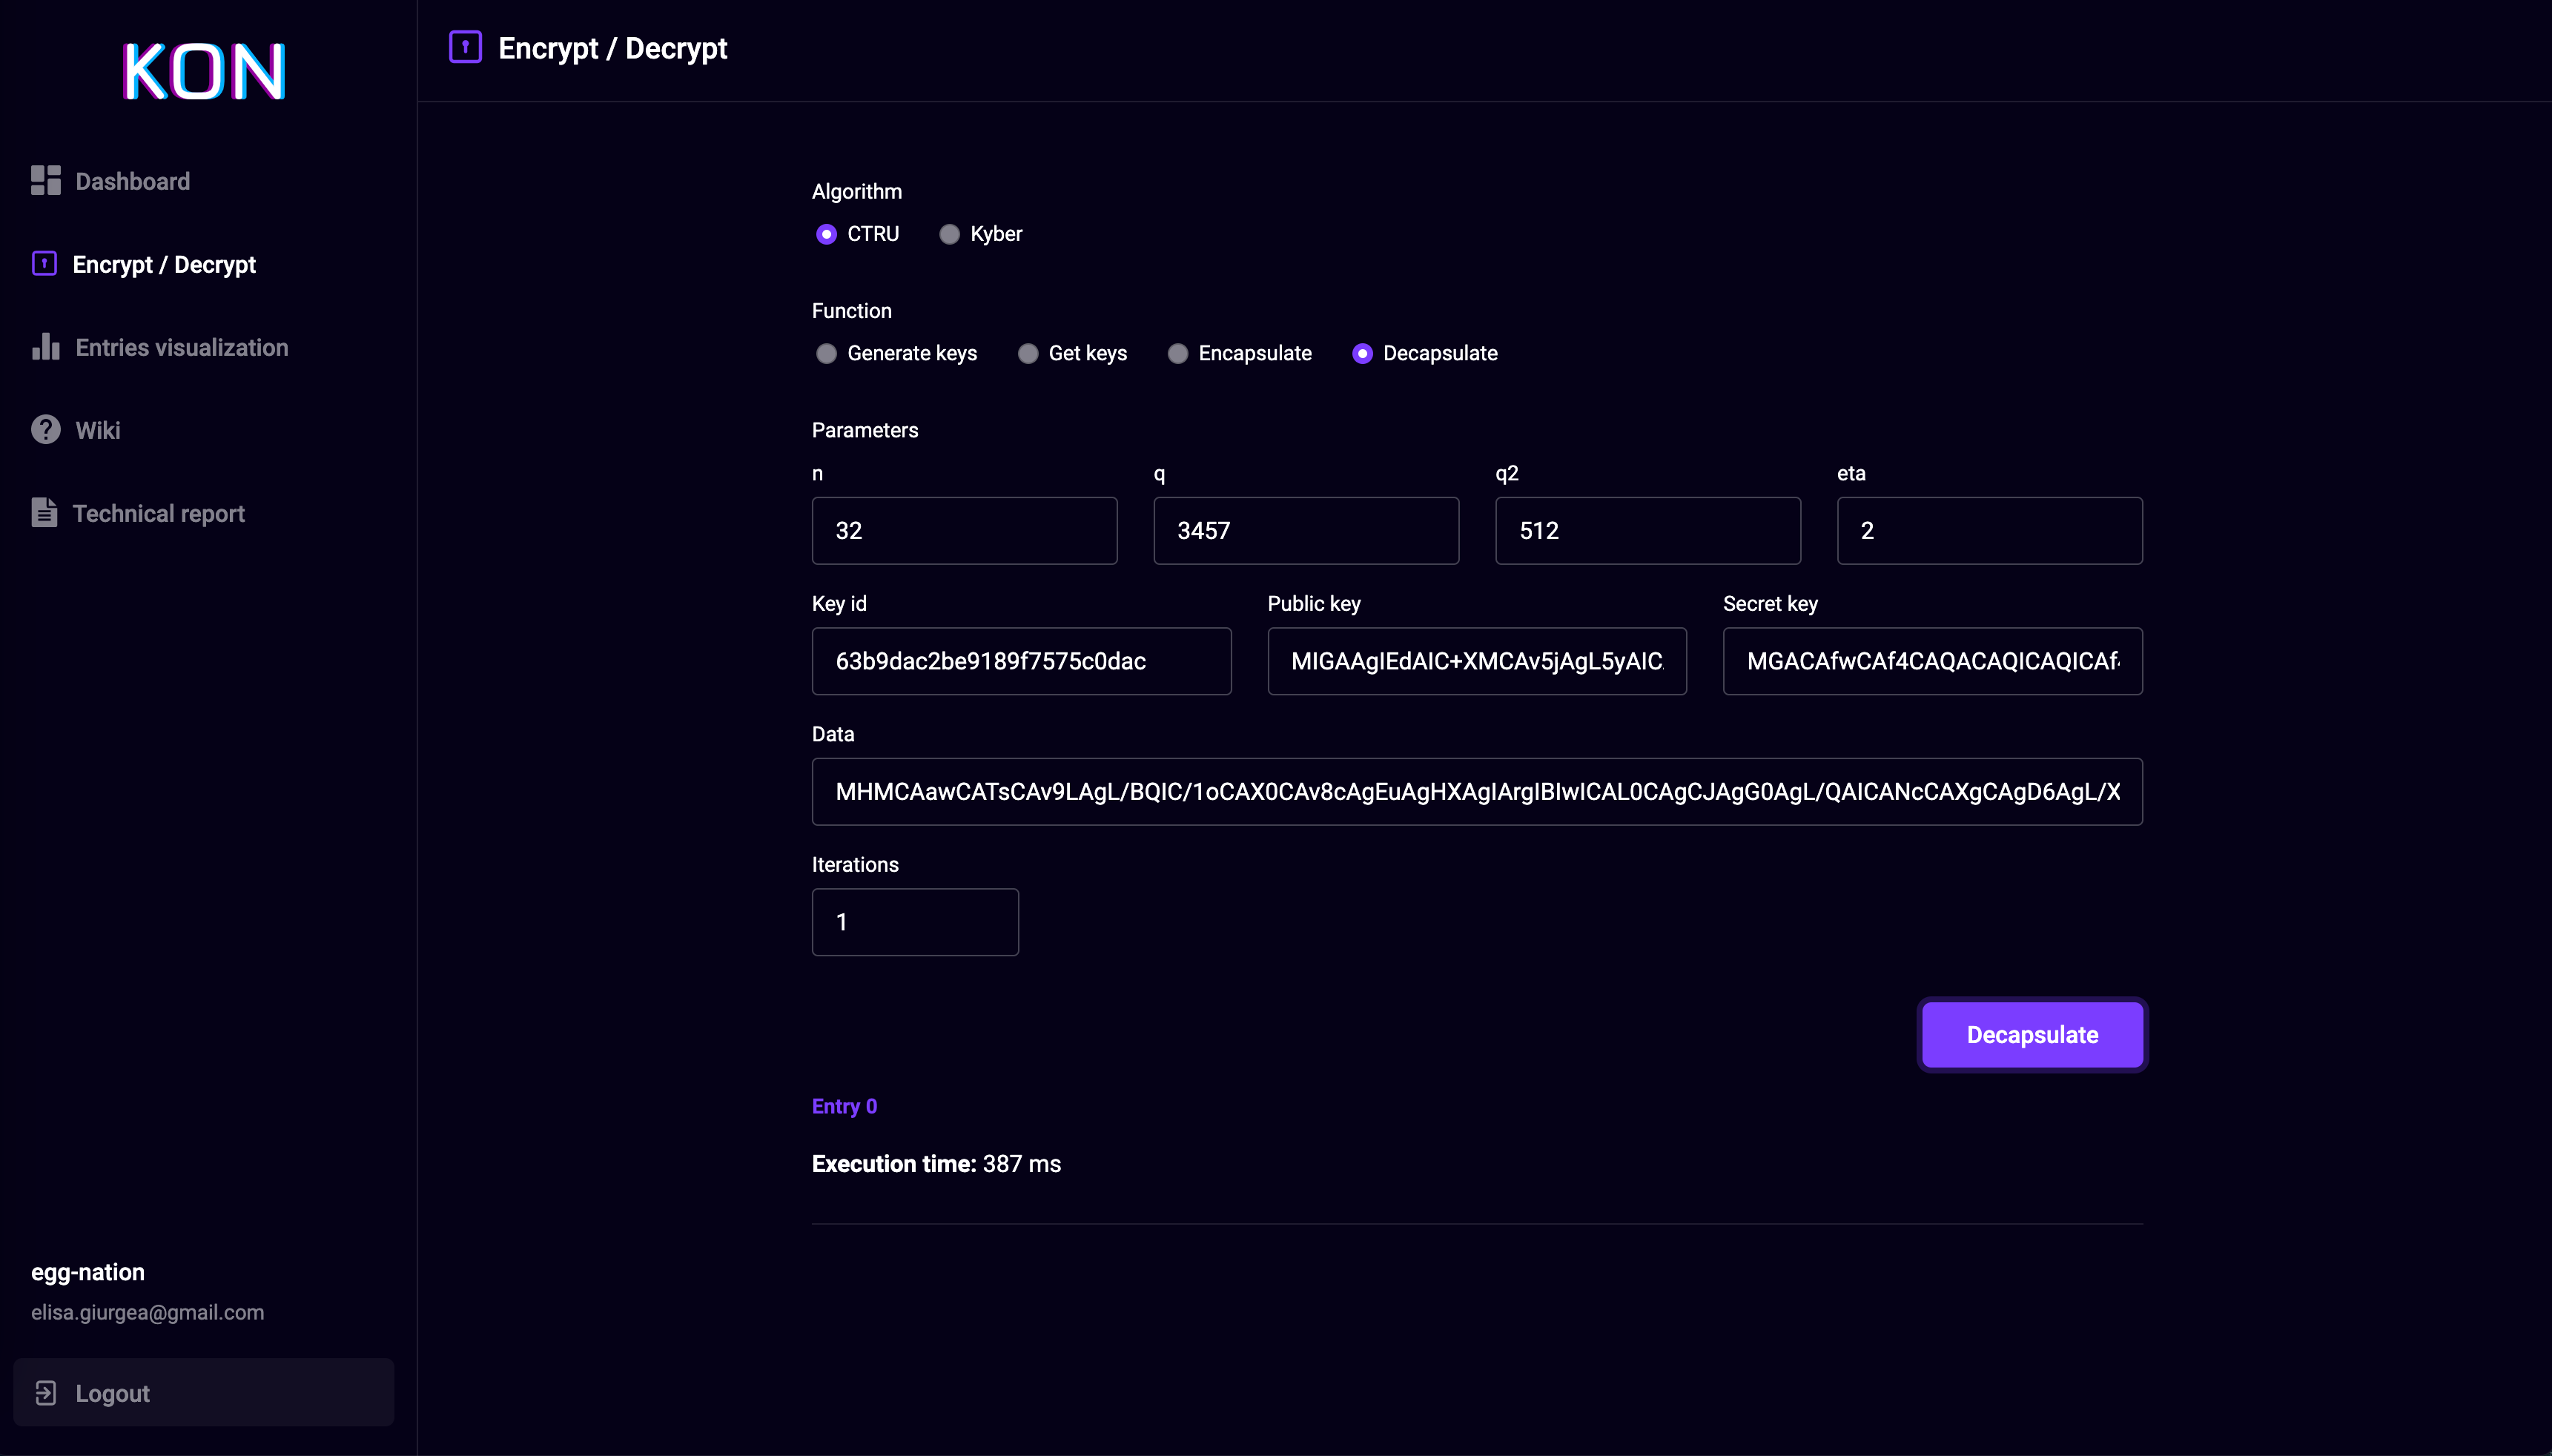 KON
Dashboard
Encrypt / Decrypt
Entries visualization
Wiki
Technical report
egg-nation
elisa.giurgea@gmail.com
Logout
Encrypt / Decrypt
Algorithm
CTRU Kyber
Function
Generate keys Get keys Encapsulate Decapsulate
Parameters
n q q2 eta
32 3457 512 2
Key id Public key Secret key
63b9dac2be9189f7575c0dac MIGAAgIEdAIC+XMCAv5jAgL5yAIC. MGACAfwCAf4CAQACAQICAQICAf
Data
MHMCAawCATsCAv9LAgL/BQIC/1oCAX0CAv8cAgEuAgHXAgIArgIBIwICAL0CAgCJAgG0AgL/QAICANcCAXgCAgD6AgL/X
Iterations
1
Decapsulate
Entry 0
Execution time: 387 ms